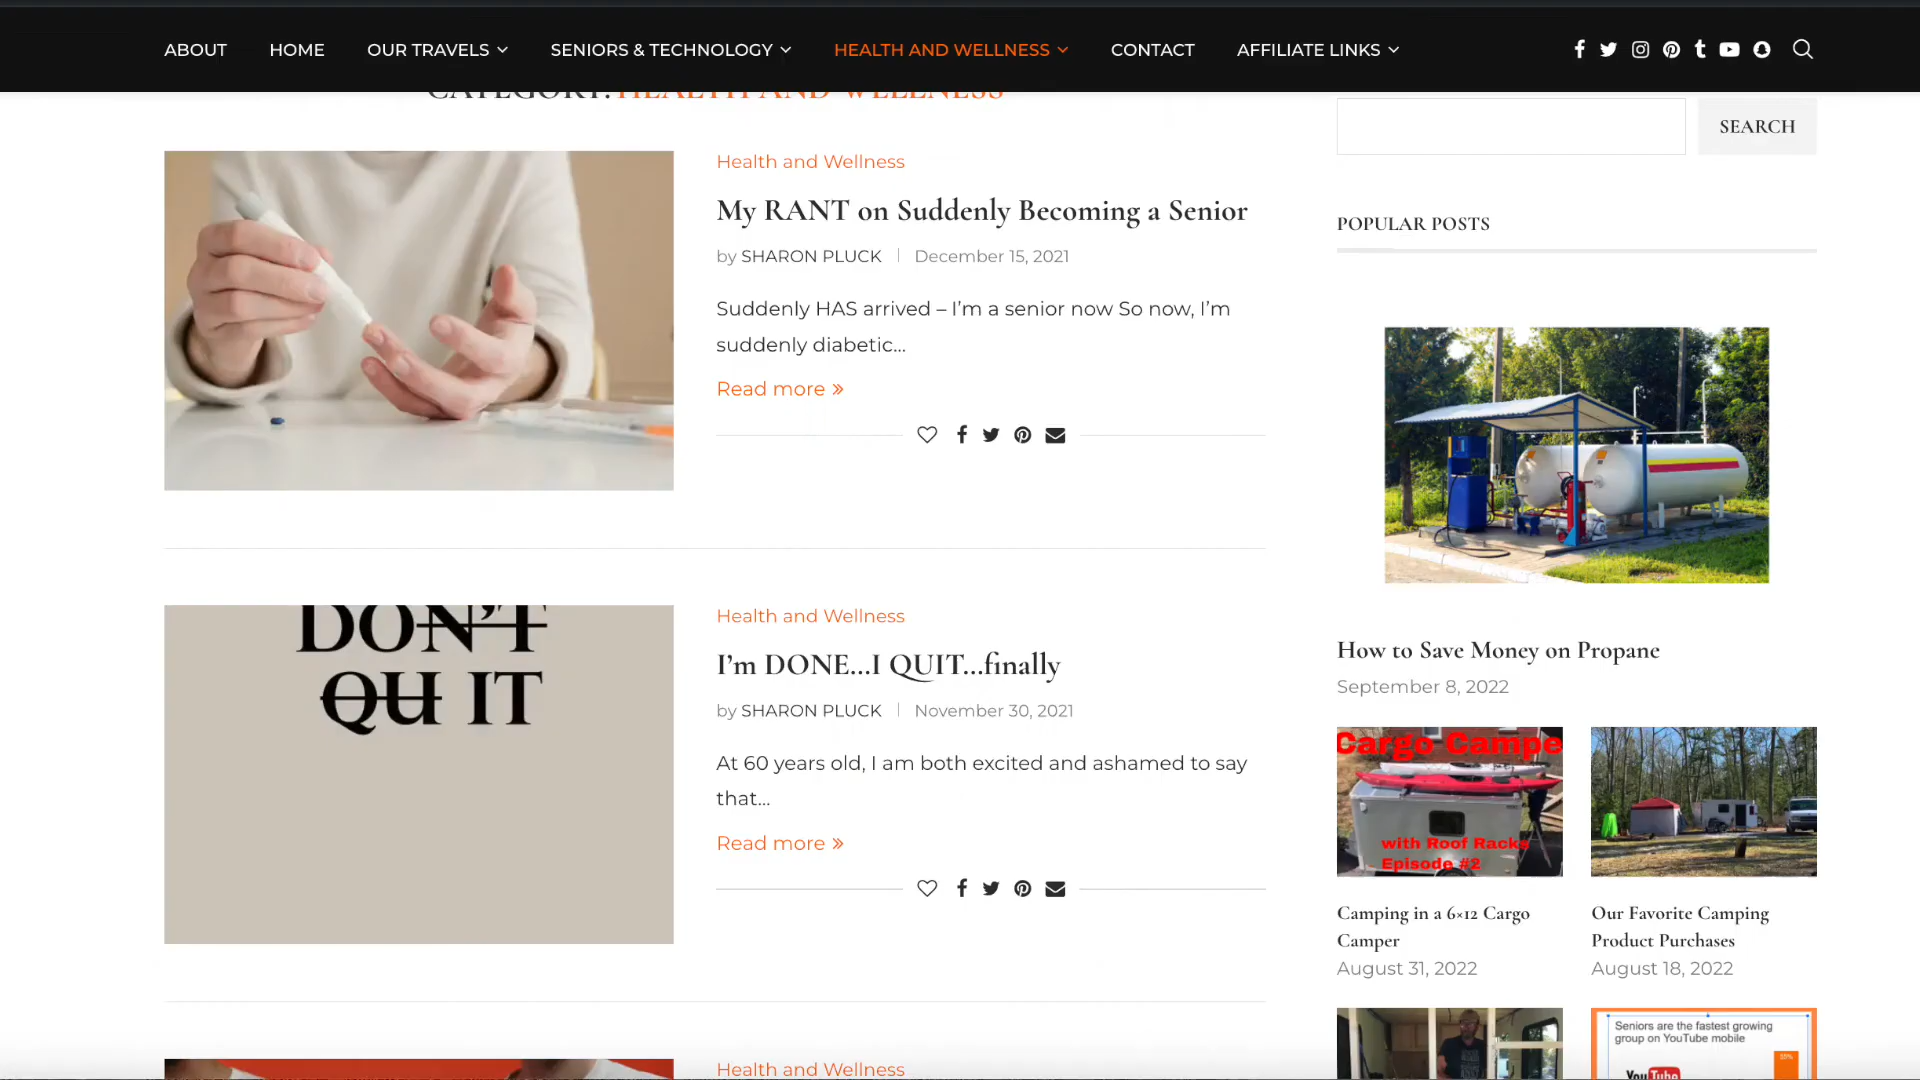 ABOUT HOME OUR TRAVELS SENIORS & TECHNOLOGY HEALTH AND WELLNESS CONTACT AFFILIATE LINKS
CATEGORY: HEALTH AND WELLNESS
Health and Wellness
My RANT on Suddenly Becoming a Senior
by SHARON PLUCK December 15, 2021
Suddenly HAS arrived – I'm a senior now So now, I'm
suddenly diabetic...
Read more »
DON'T
QU IT
Health and Wellness
I'm DONE...I QUIT...finally
by SHARON PLUCK November 30, 2021
At 60 years old, I am both excited and ashamed to say
that...
Read more »
Health and Wellness
SEARCH
POPULAR POSTS
How to Save Money on Propane
September 8, 2022
Cargo Campe
with Roof Racks
Episode #2
Camping in a 6×12 Cargo
Camper
August 31, 2022
Our Favorite Camping
Product Purchases
August 18, 2022
Seniors are the fastest growing
group on YouTube mobile
55%
YouTube